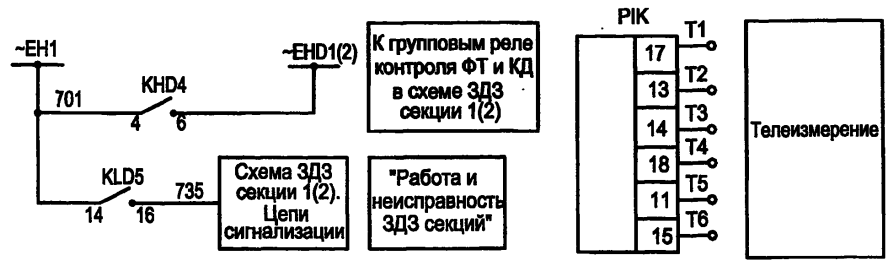 ~EH1
701
KHD4
4 6
~EHD1(2)
К групповым реле
контроля ФТ и КД
в схеме ЗДЗ
секции 1(2)
KLD5
14 16
735
Схема ЗДЗ
секции 1(2).
Цепи
сигнализации
"Работа и
неисправность
ЗДЗ секций"
PIK
17 T1
13 T2
14 T3
18 T4
11 T5
15 T6
Телеизмерение